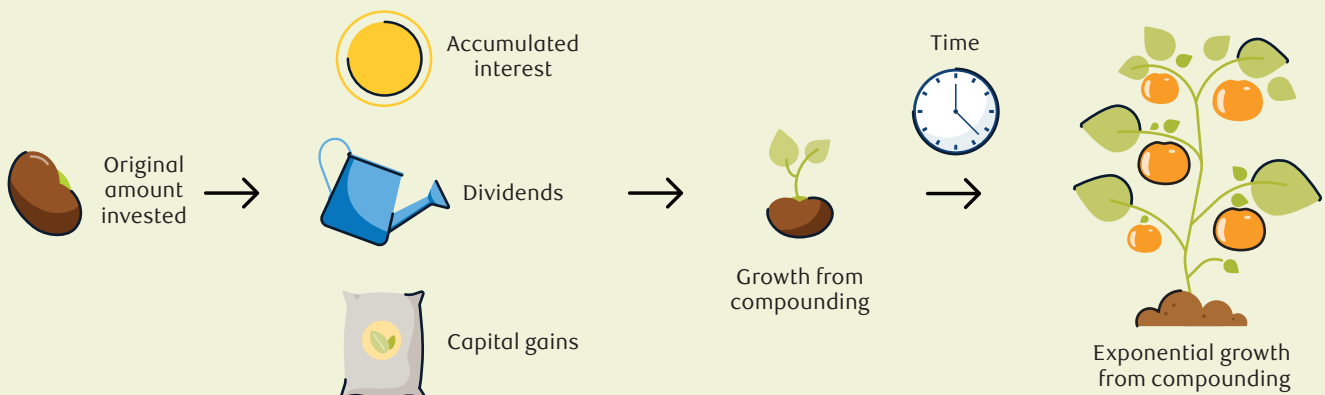 Original
amount
invested
Accumulated
interest
Dividends
Capital gains
Growth from
compounding
Time
Exponential growth
from compounding